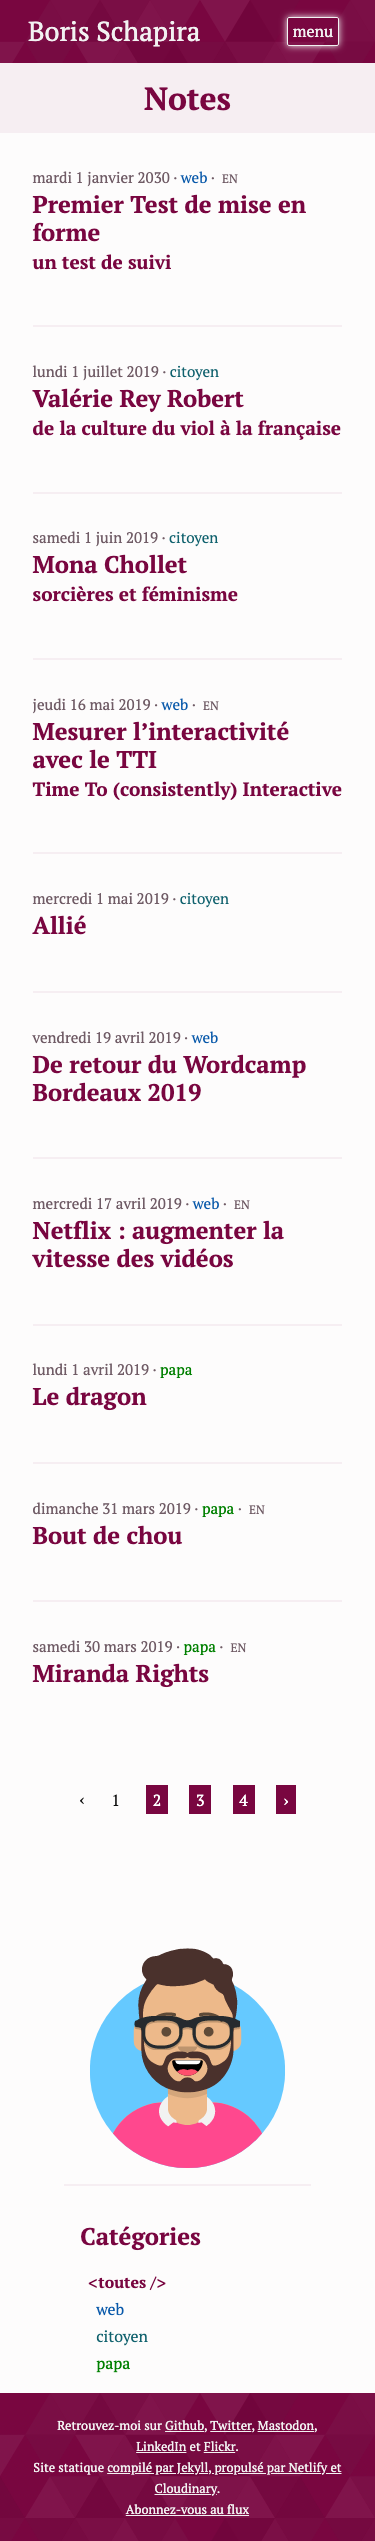 Boris Schapira
menu
Notes
mardi 1 janvier 2030 · web · EN
Premier Test de mise en
forme
un test de suivi
lundi 1 juillet 2019 · citoyen
Valérie Rey Robert
de la culture du viol à la française
samedi 1 juin 2019 · citoyen
Mona Chollet
sorcières et féminisme
jeudi 16 mai 2019 · web · EN
Mesurer l’interactivité
avec le TTI
Time To (consistently) Interactive
mercredi 1 mai 2019 · citoyen
Allié
vendredi 19 avril 2019 · web
De retour du Wordcamp
Bordeaux 2019
mercredi 17 avril 2019 · web · EN
Netflix : augmenter la
vitesse des vidéos
lundi 1 avril 2019 · papa
Le dragon
dimanche 31 mars 2019 · papa · EN
Bout de chou
samedi 30 mars 2019 · papa · EN
Miranda Rights
‹ 1 2 3 4 ›
Catégories
<toutes />
web
citoyen
papa
Retrouvez-moi sur Github, Twitter, Mastodon,
LinkedIn et Flickr.
Site statique compilé par Jekyll, propulsé par Netlify et
Cloudinary.
Abonnez-vous au flux